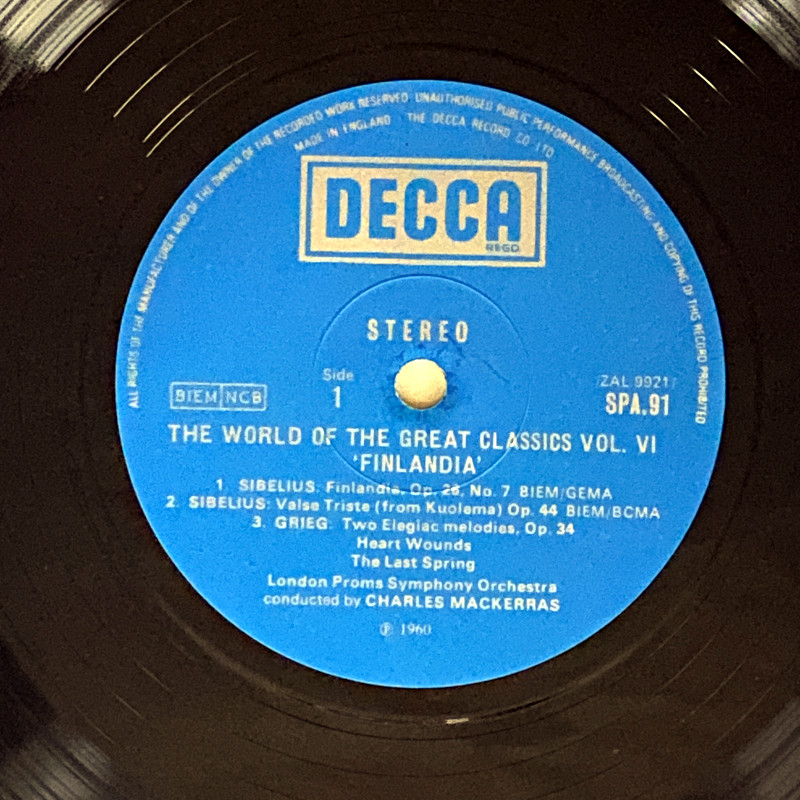 ALL RIGHTS OF THE MANUFACTURER AND OF THE OWNER OF THE RECORDED WORK RESERVED UNAUTHORISED PUBLIC PERFORMANCE BROADCASTING AND COPYING OF THIS RECORD PROHIBITED
MADE IN ENGLAND THE DECCA RECORD CO LTD
DECCA
REGD.
STEREO
Side
1
BIEM NCB
/ZAL 9921/
SPA.91
THE WORLD OF THE GREAT CLASSICS VOL. VI
'FINLANDIA'
1. SIBELIUS: Finlandia, Op. 26, No. 7 BIEM/GEMA
2. SIBELIUS: Valse Triste (from Kuolema) Op. 44 BIEM/BCMA
3. GRIEG: Two Elegiac melodies, Op. 34
Heart Wounds
The Last Spring
London Proms Symphony Orchestra
conducted by CHARLES MACKERRAS
℗ 1960